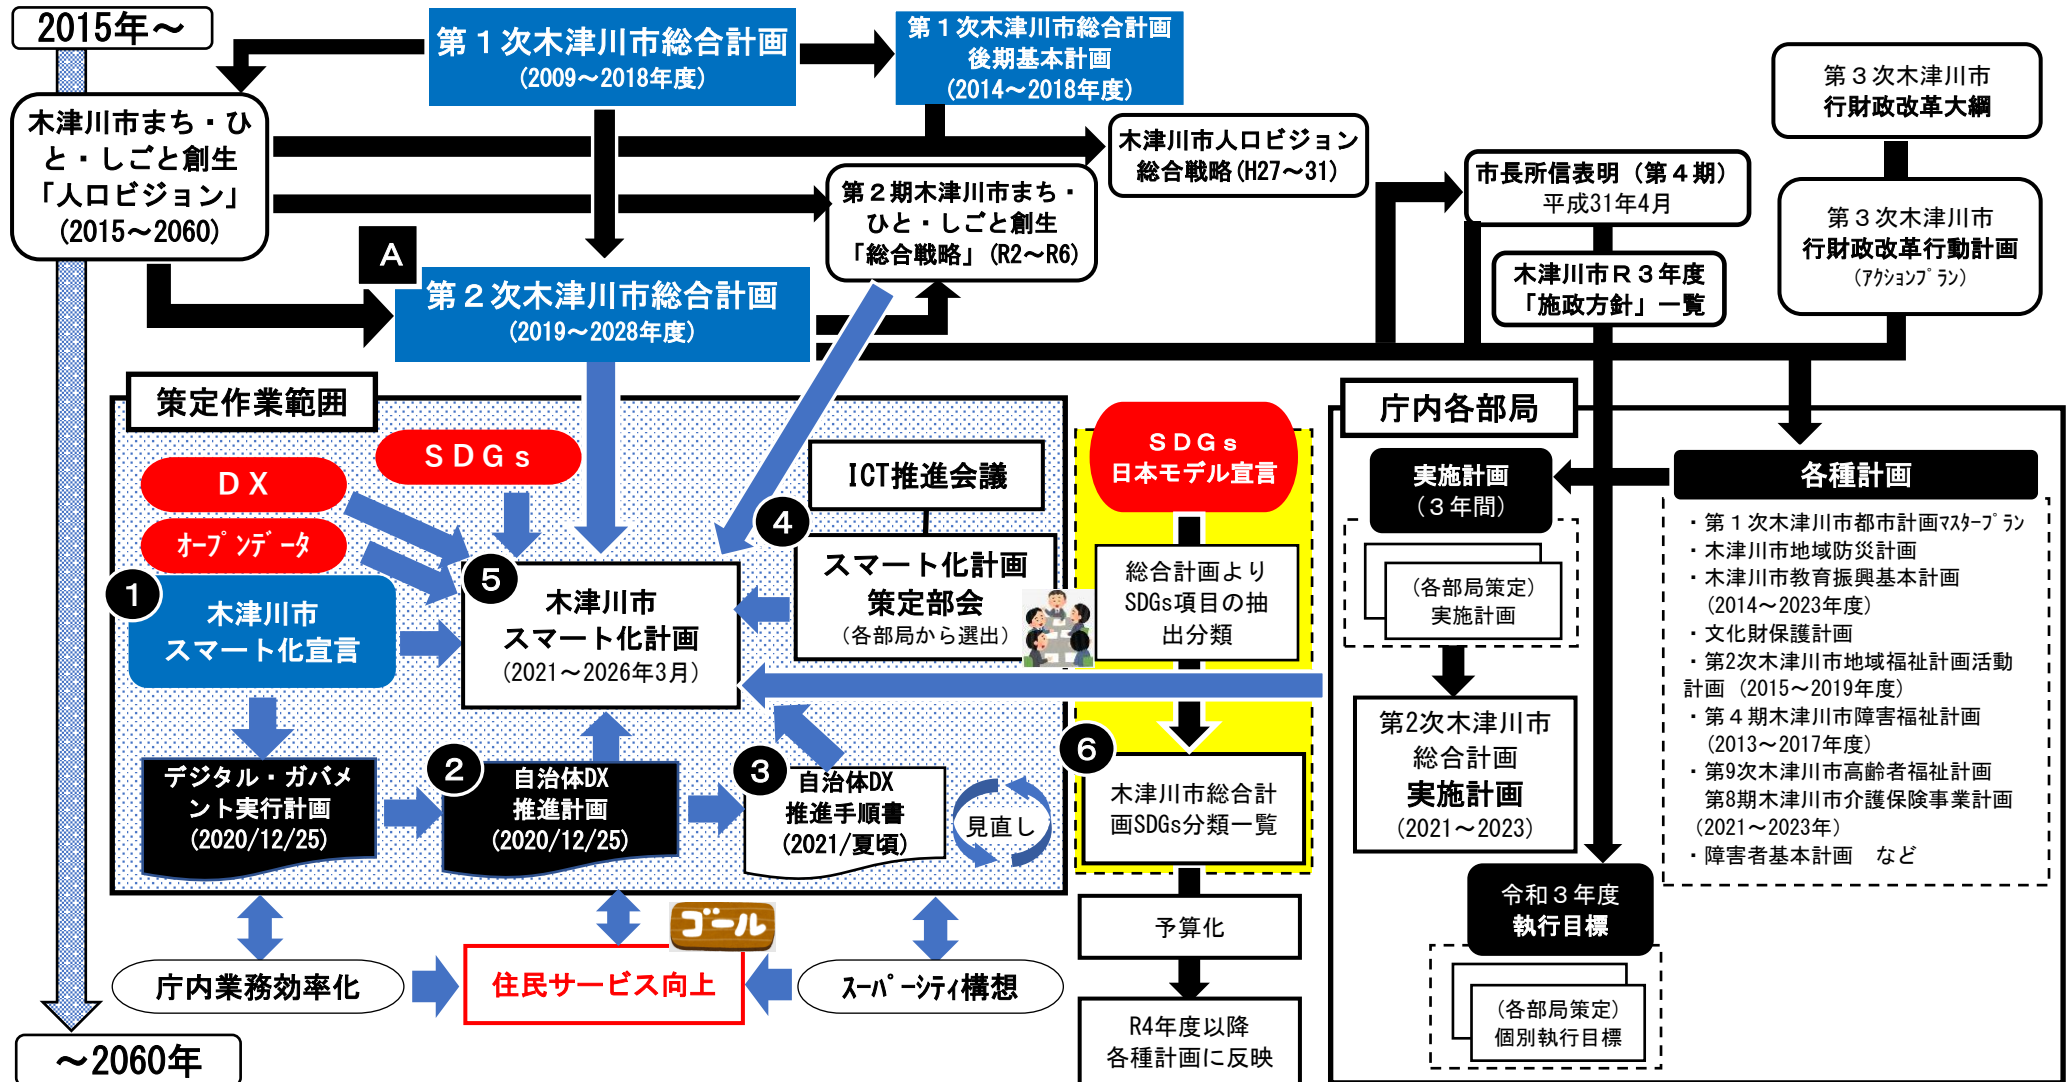 2015年～
第１次木津川市総合計画
(2009～2018年度)
第１次木津川市総合計画
後期基本計画
(2014～2018年度)
第３次木津川市
行財政改革大綱
木津川市まち・ひ
と・しごと創生
「人口ビジョン」
(2015～2060)
木津川市人口ビジョン
総合戦略(H27～31)
市長所信表明（第４期）
平成31年4月
第２期木津川市まち・
ひと・しごと創生
「総合戦略」(R2～R6)
第３次木津川市
行財政改革行動計画
(ｱｸｼｮﾝﾌﾟﾗﾝ)
A
木津川市Ｒ３年度
「施政方針」一覧
第２次木津川市総合計画
(2019～2028年度)
策定作業範囲
ＤＸ
ＳＤＧｓ
ｵｰﾌﾟﾝﾃﾞｰﾀ
1
木津川市
スマート化宣言
5
木津川市
スマート化計画
(2021～2026年3月)
ICT推進会議
4
スマート化計画
策定部会
(各部局から選出)
デジタル・ガバメ
ント実行計画
(2020/12/25)
2
自治体DX
推進計画
(2020/12/25)
3
自治体DX
推進手順書
(2021/夏頃)
見直し
ゴール
庁内業務効率化
住民サービス向上
ｽｰﾊﾟｰｼﾃｨ構想
～2060年
ＳＤＧｓ
日本モデル宣言
総合計画より
SDGs項目の抽
出分類
6
木津川市総合計
画SDGs分類一覧
予算化
R4年度以降
各種計画に反映
庁内各部局
実施計画
(３年間)
(各部局策定)
実施計画
第2次木津川市
総合計画
実施計画
(2021～2023)
令和３年度
執行目標
(各部局策定)
個別執行目標
各種計画
・第１次木津川市都市計画ﾏｽﾀｰﾌﾟﾗﾝ
・木津川市地域防災計画
・木津川市教育振興基本計画
(2014～2023年度)
・文化財保護計画
・第2次木津川市地域福祉計画活動
計画（2015～2019年度）
・第４期木津川市障害福祉計画
(2013～2017年度)
・第9次木津川市高齢者福祉計画
第8期木津川市介護保険事業計画
(2021～2023年)
・障害者基本計画　など